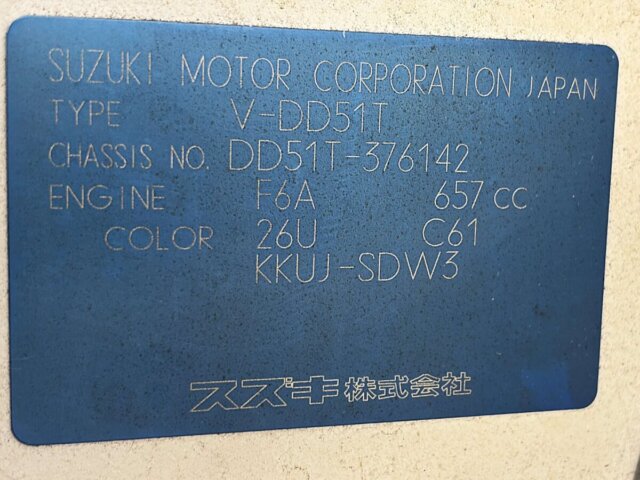 SUZUKI MOTOR CORPORATION JAPAN
TYPE V-DD51T
CHASSIS NO. DD51T-376142
ENGINE F6A 657 cc
COLOR 26U C61
KKUJ-SDW3
スズキ株式会社